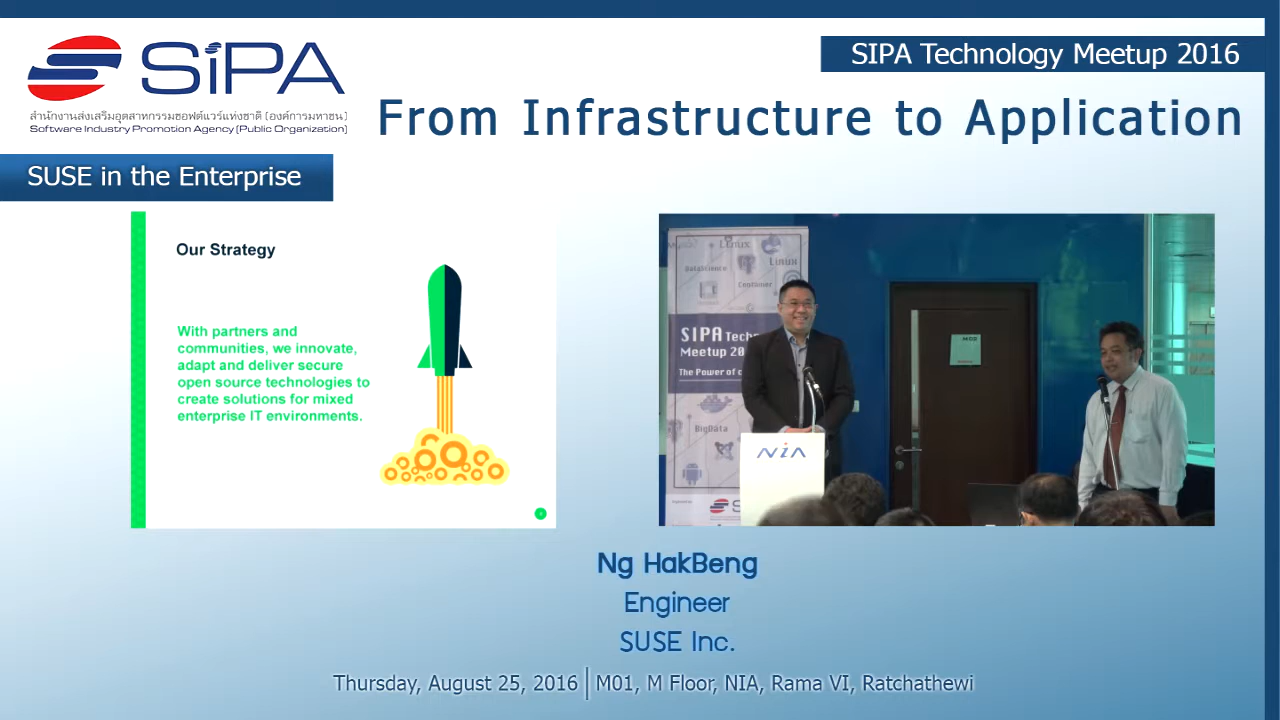 SIPA
สำนักงานส่งเสริมอุตสาหกรรมซอฟต์แวร์แห่งชาติ (องค์การมหาชน)
Software Industry Promotion Agency (Public Organization)
SIPA Technology Meetup 2016
From Infrastructure to Application
SUSE in the Enterprise
Our Strategy
With partners and
communities, we innovate,
adapt and deliver secure
open source technologies to
create solutions for mixed
enterprise IT environments.
Linux
DataScience
Linux
Container
SIPA Techn
Meetup 20
The Power of c
BigData
NIA
Ng HakBeng
Engineer
SUSE Inc.
Thursday, August 25, 2016 | M01, M Floor, NIA, Rama VI, Ratchathewi